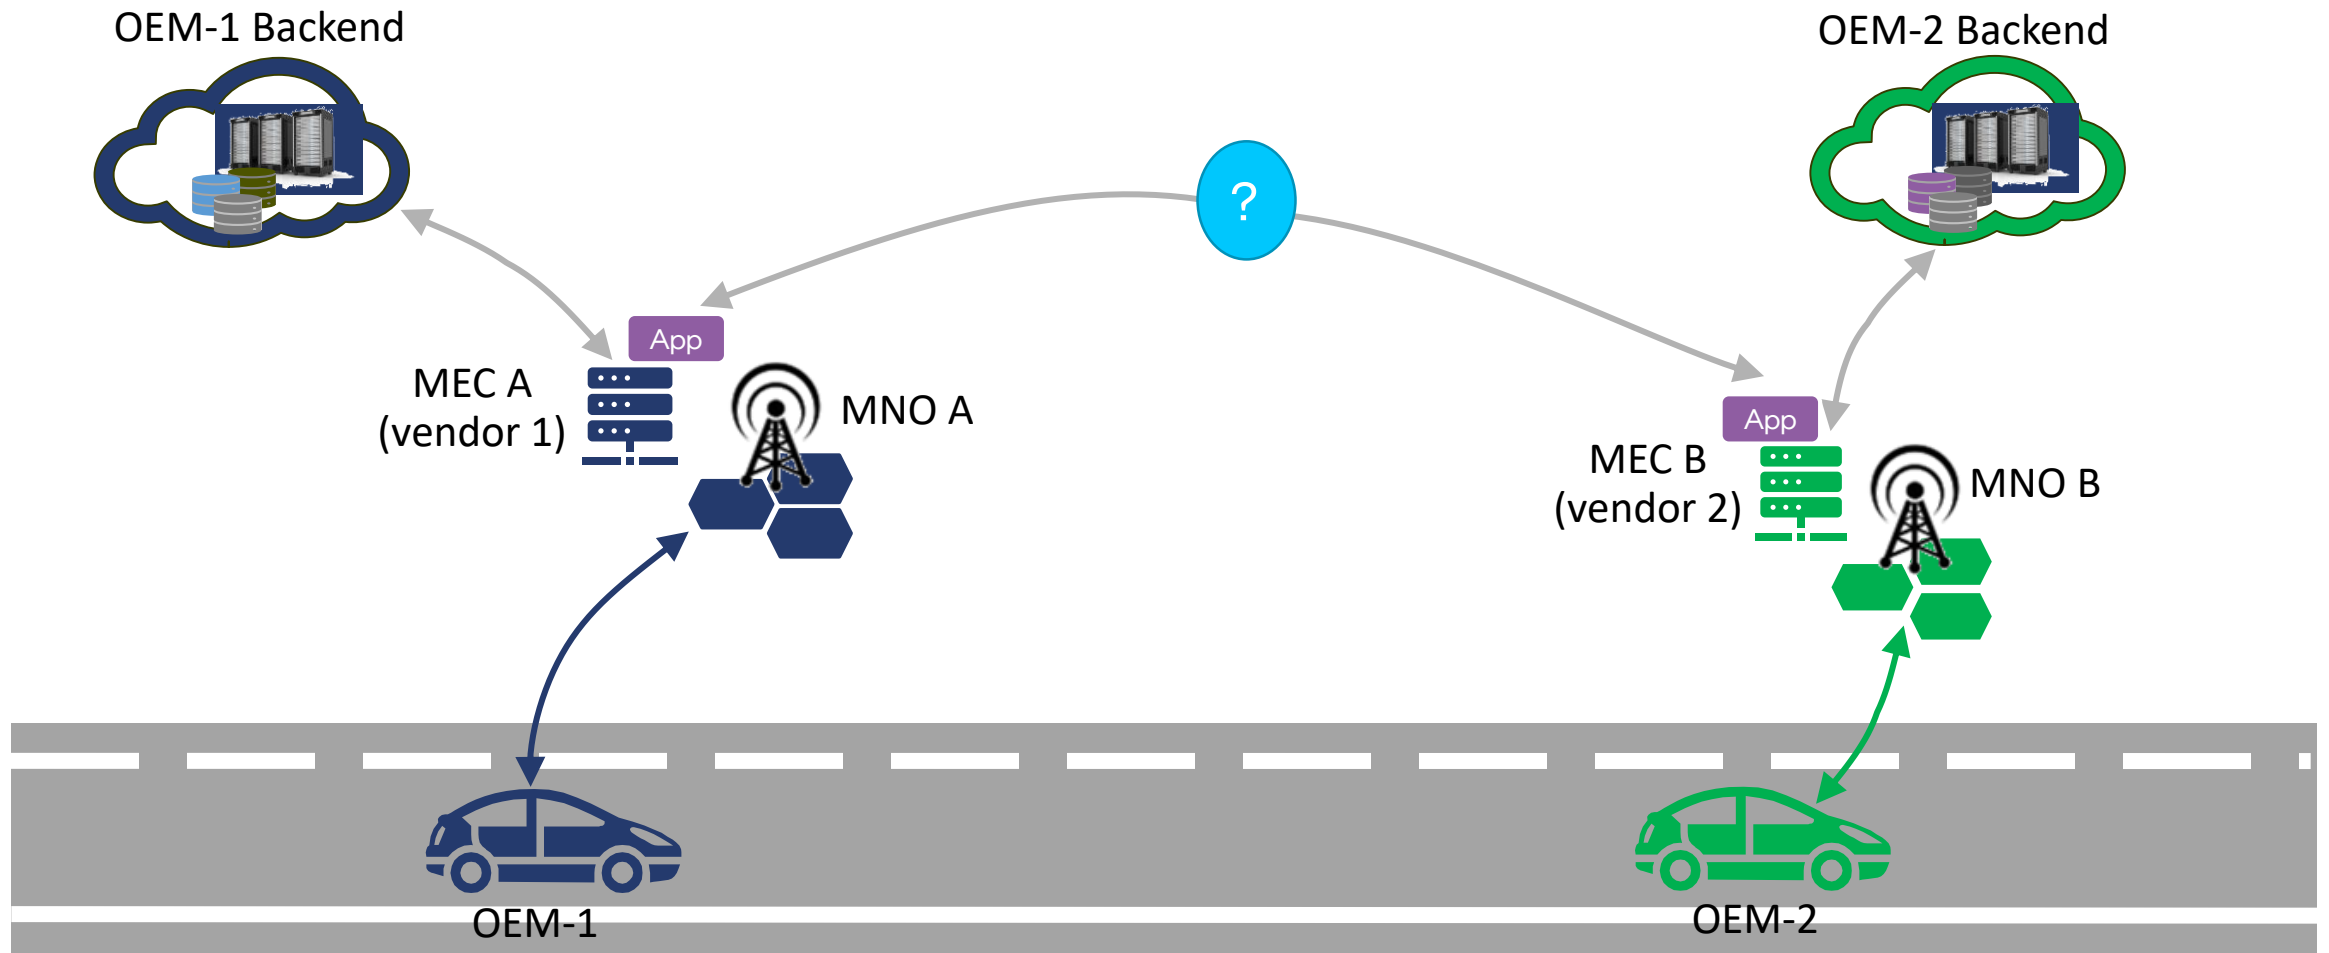 OEM-1 Backend
OEM-2 Backend
?
App
MEC A
(vendor 1)
MNO A
App
MEC B
(vendor 2)
MNO B
OEM-1
OEM-2